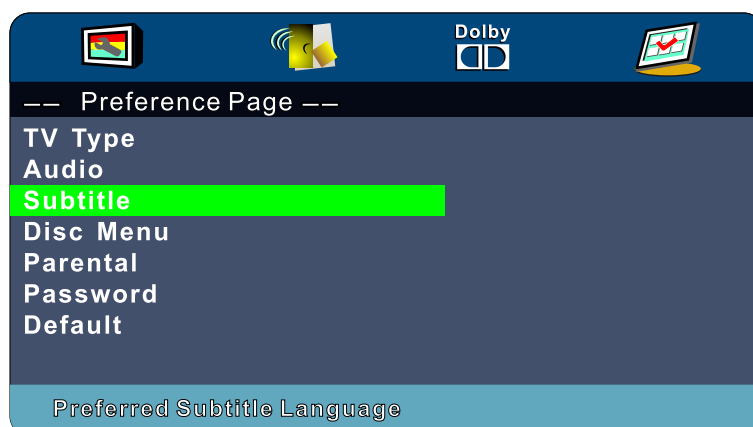 Dolby
—— Preference Page ——
TV Type
Audio
Subtitle
Disc Menu
Parental
Password
Default
Preferred Subtitle Language